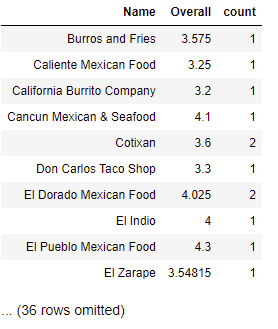 Name Overall count
Burros and Fries 3.575 1
Caliente Mexican Food 3.25 1
California Burrito Company 3.2 1
Cancun Mexican & Seafood 4.1 1
Cotixan 3.6 2
Don Carlos Taco Shop 3.3 1
El Dorado Mexican Food 4.025 2
El Indio 4 1
El Pueblo Mexican Food 4.3 1
El Zarape 3.54815 1
... (36 rows omitted)